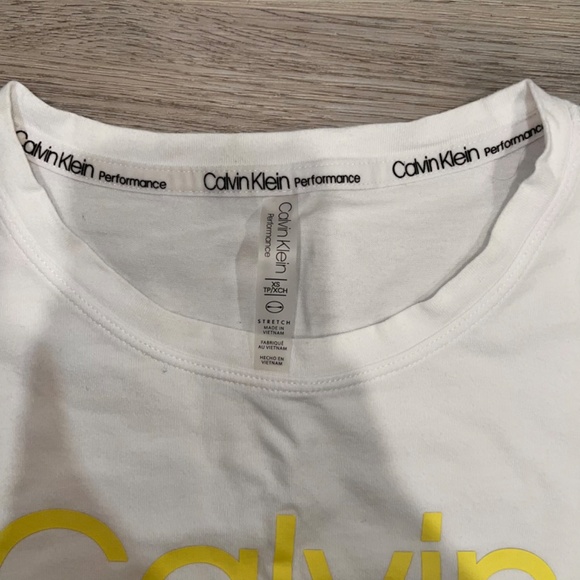 Calvin Klein Performance
Calvin Klein Performance
Calvin Klein Performance
Calvin Klein
Performance
XS
TP/XCH
STRETCH
MADE IN
VIETNAM
FABRIQUÉ
AU VIETNAM
HECHO EN
VIETNAM
Calvin